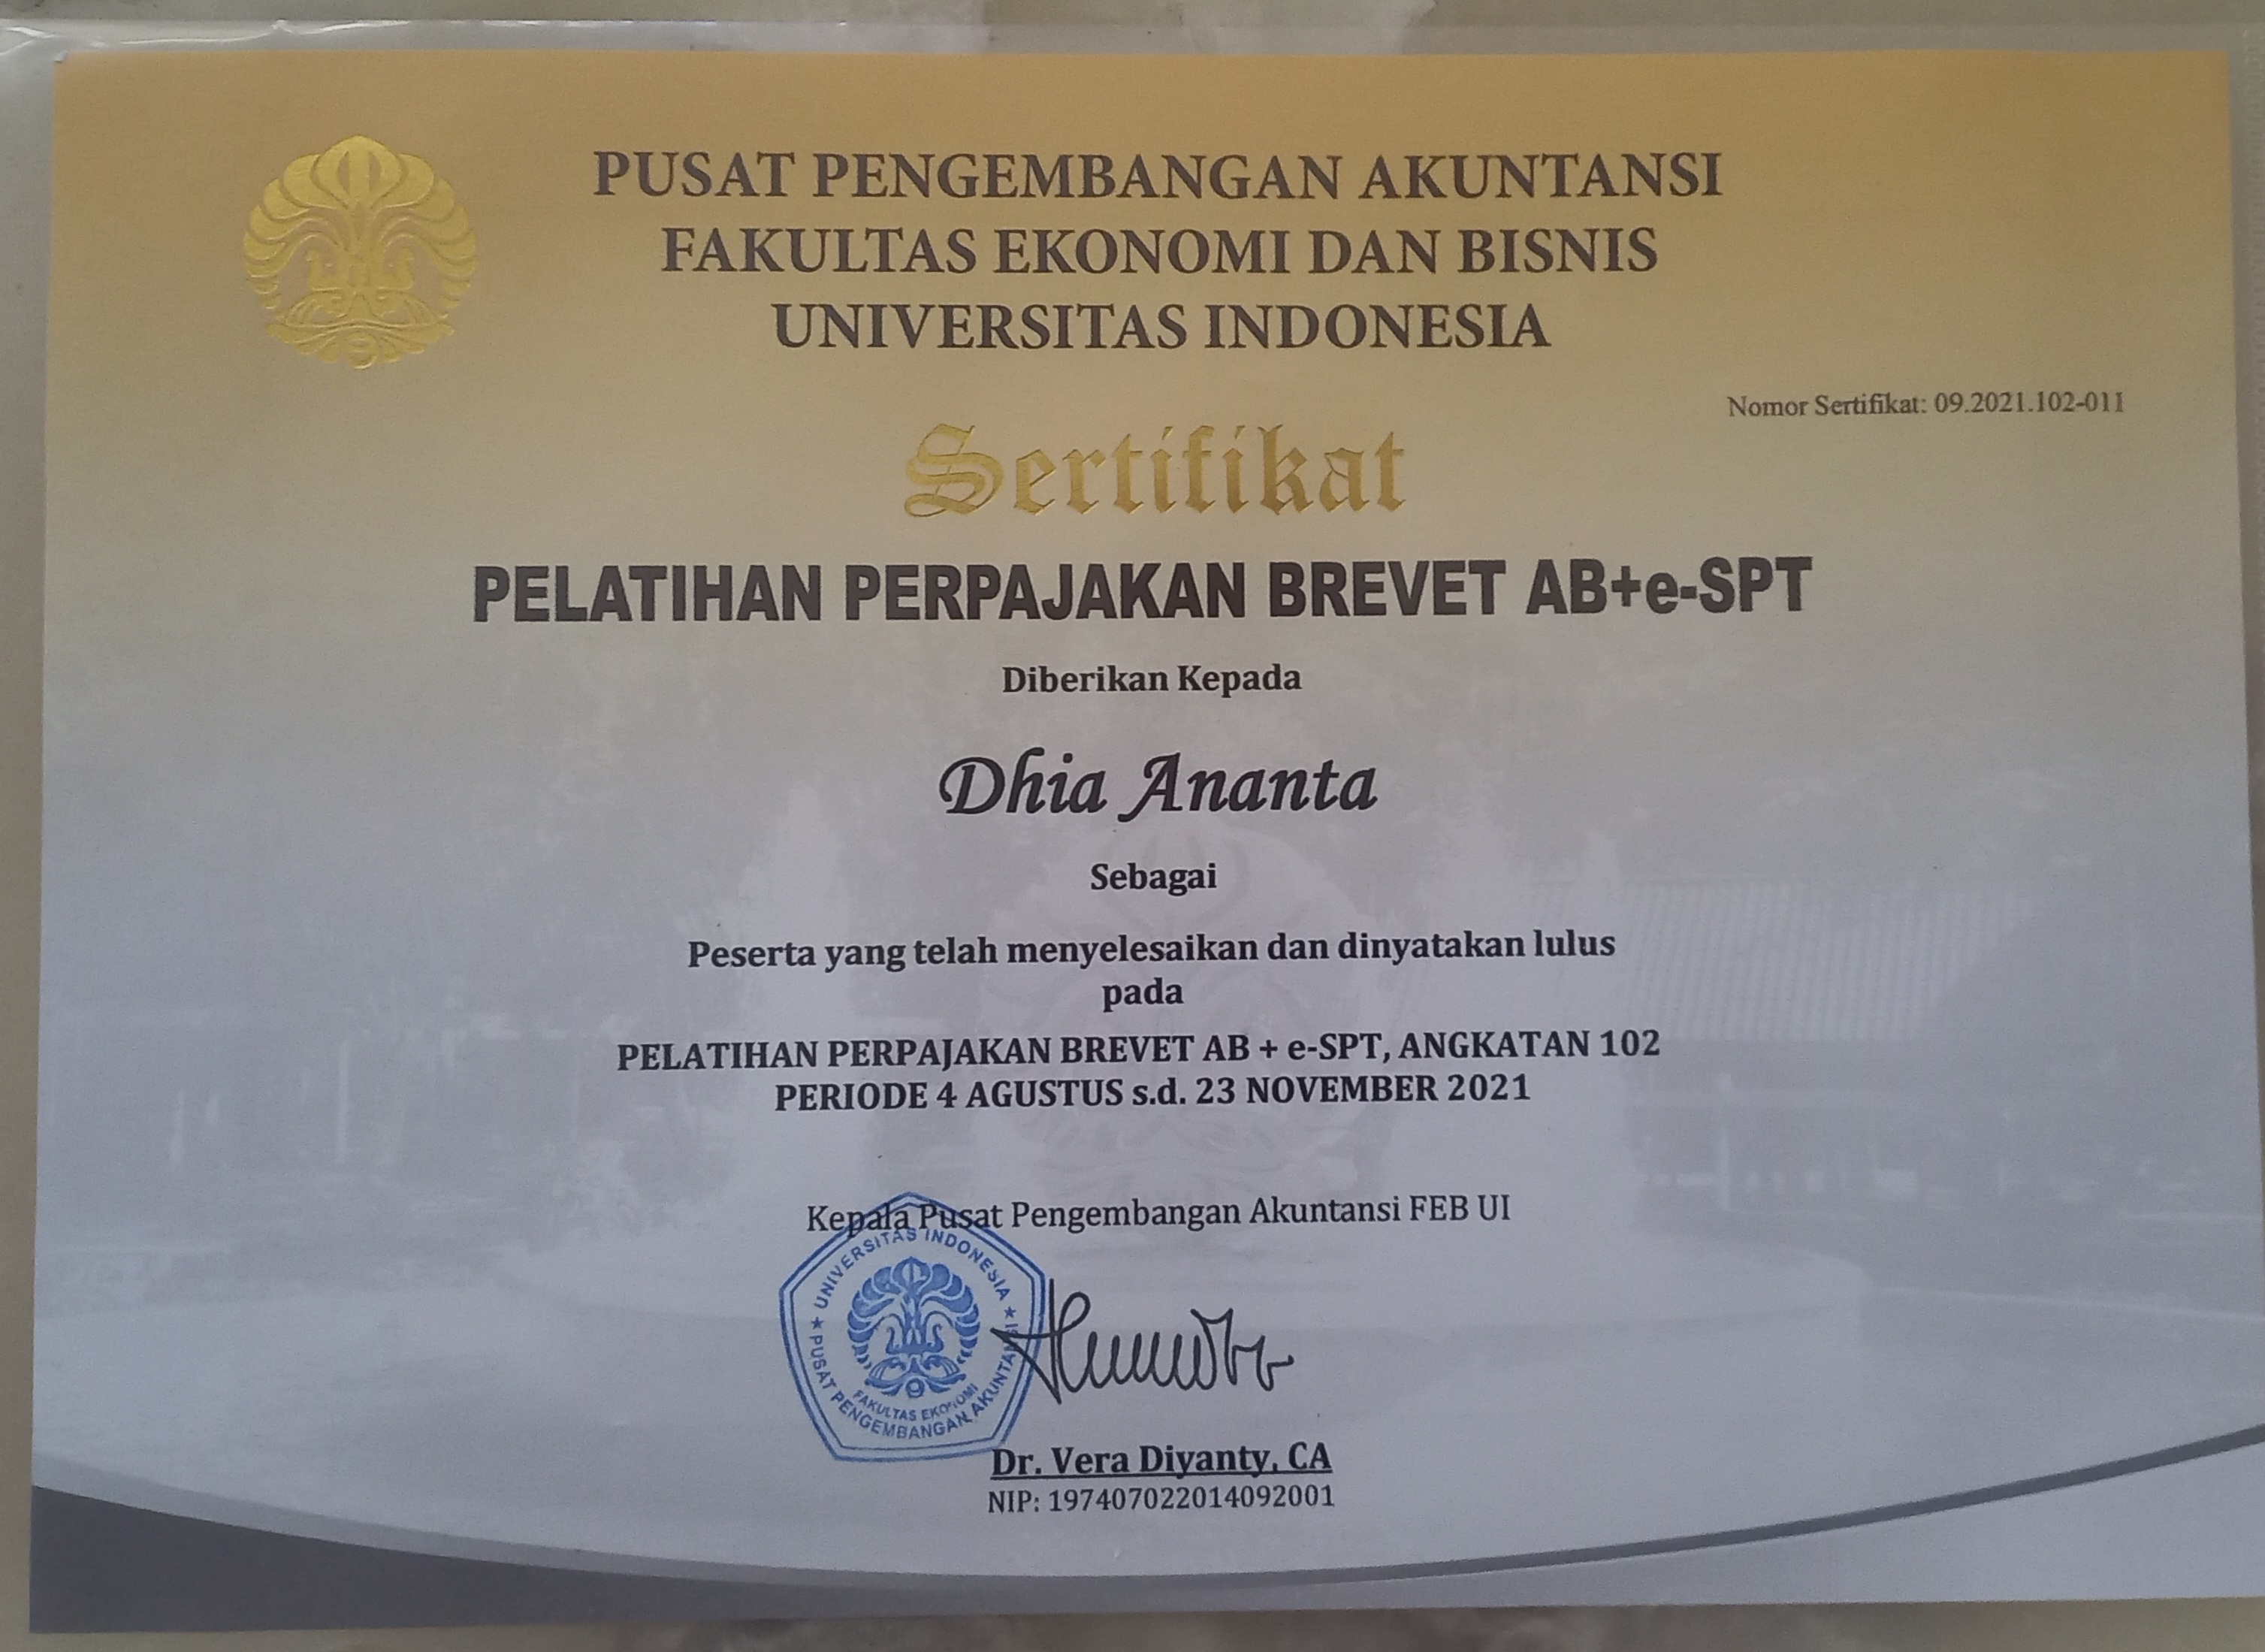 PUSAT PENGEMBANGAN AKUNTANSI
FAKULTAS EKONOMI DAN BISNIS
UNIVERSITAS INDONESIA
Nomor Sertifikat: 09.2021.102-011
Sertifikat
PELATIHAN PERPAJAKAN BREVET AB+e-SPT
Diberikan Kepada
Dhia Ananta
Sebagai
Peserta yang telah menyelesaikan dan dinyatakan lulus
pada
PELATIHAN PERPAJAKAN BREVET AB + e-SPT, ANGKATAN 102
PERIODE 4 AGUSTUS s.d. 23 NOVEMBER 2021
Kepala Pusat Pengembangan Akuntansi FEB UI
UNIVERSITAS INDONESIA
FAKULTAS EKONOMI
PUSAT PENGEMBANGAN AKUNTANSI
Dr. Vera Diyanty, CA
NIP: 197407022014092001